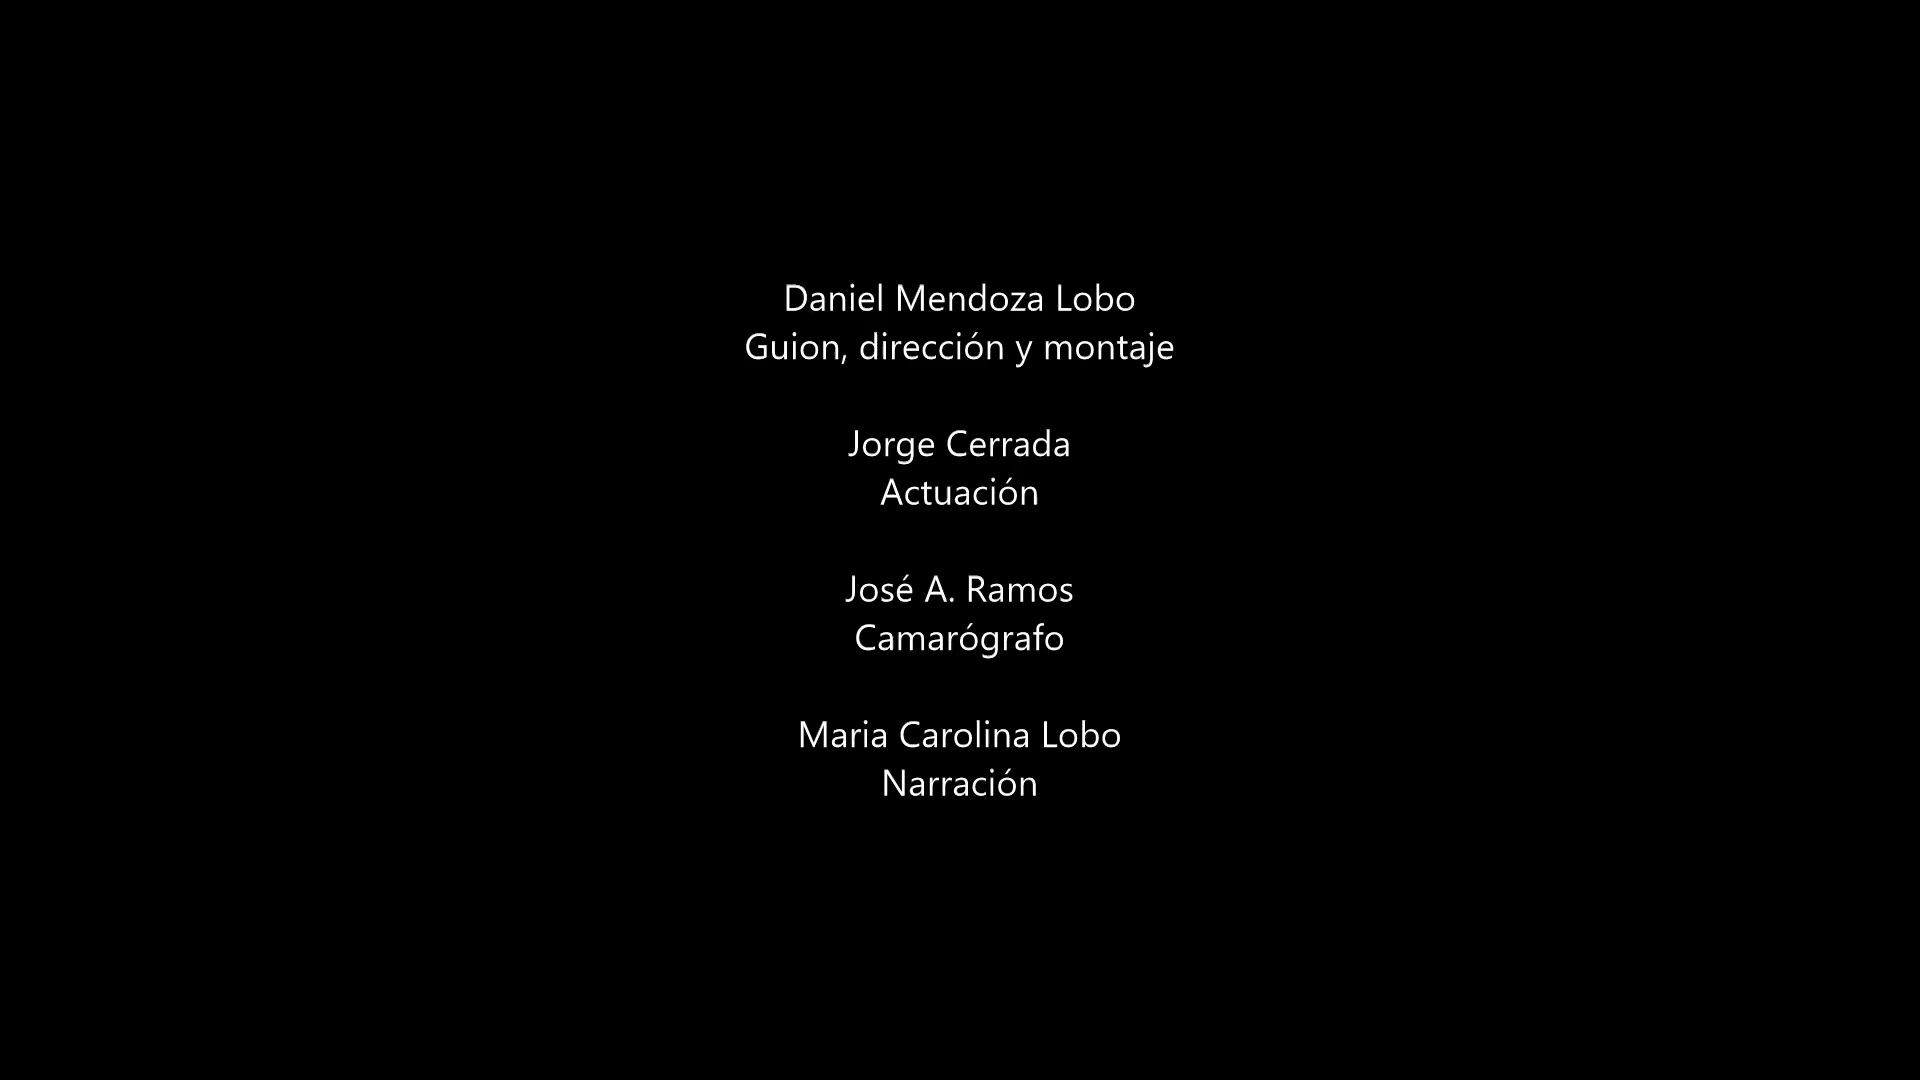 Daniel Mendoza Lobo
Guion, dirección y montaje
Jorge Cerrada
Actuación
José A. Ramos
Camarógrafo
Maria Carolina Lobo
Narración